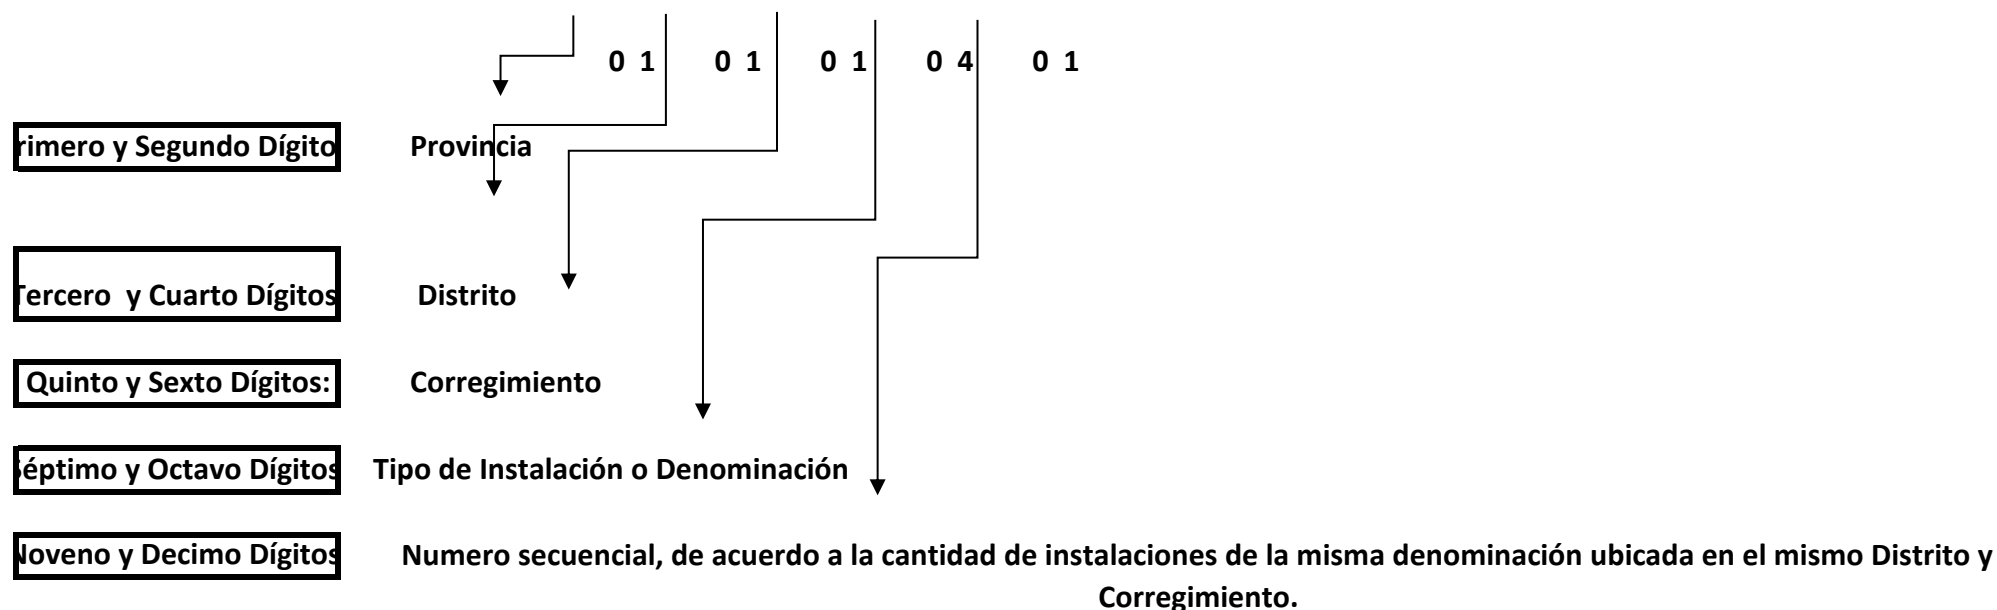 0 1 0 1 0 1 0 4 0 1
rimero y Segundo Dígito Provincia
Tercero y Cuarto Dígitos Distrito
Quinto y Sexto Dígitos: Corregimiento
Séptimo y Octavo Dígitos Tipo de Instalación o Denominación
Noveno y Decimo Dígitos Numero secuencial, de acuerdo a la cantidad de instalaciones de la misma denominación ubicada en el mismo Distrito y
Corregimiento.